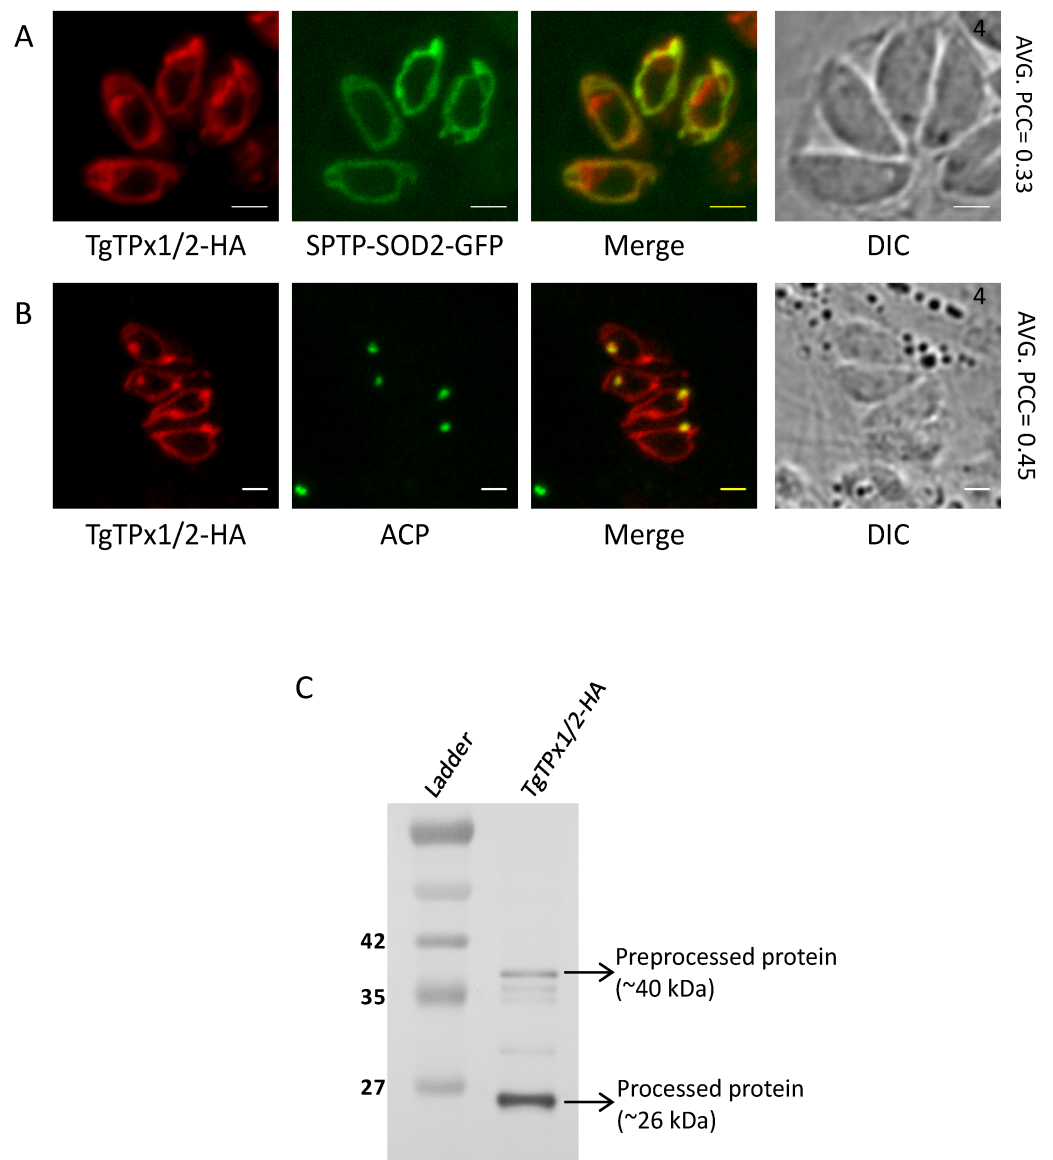 A
4
AVG. PCC= 0.33
TgTPx1/2-HA SPTP-SOD2-GFP Merge DIC
B
4
AVG. PCC= 0.45
TgTPx1/2-HA ACP Merge DIC
C
Ladder
TgTPx1/2-HA
42
Preprocessed protein
(~40 kDa)
35
27
Processed protein
(~26 kDa)